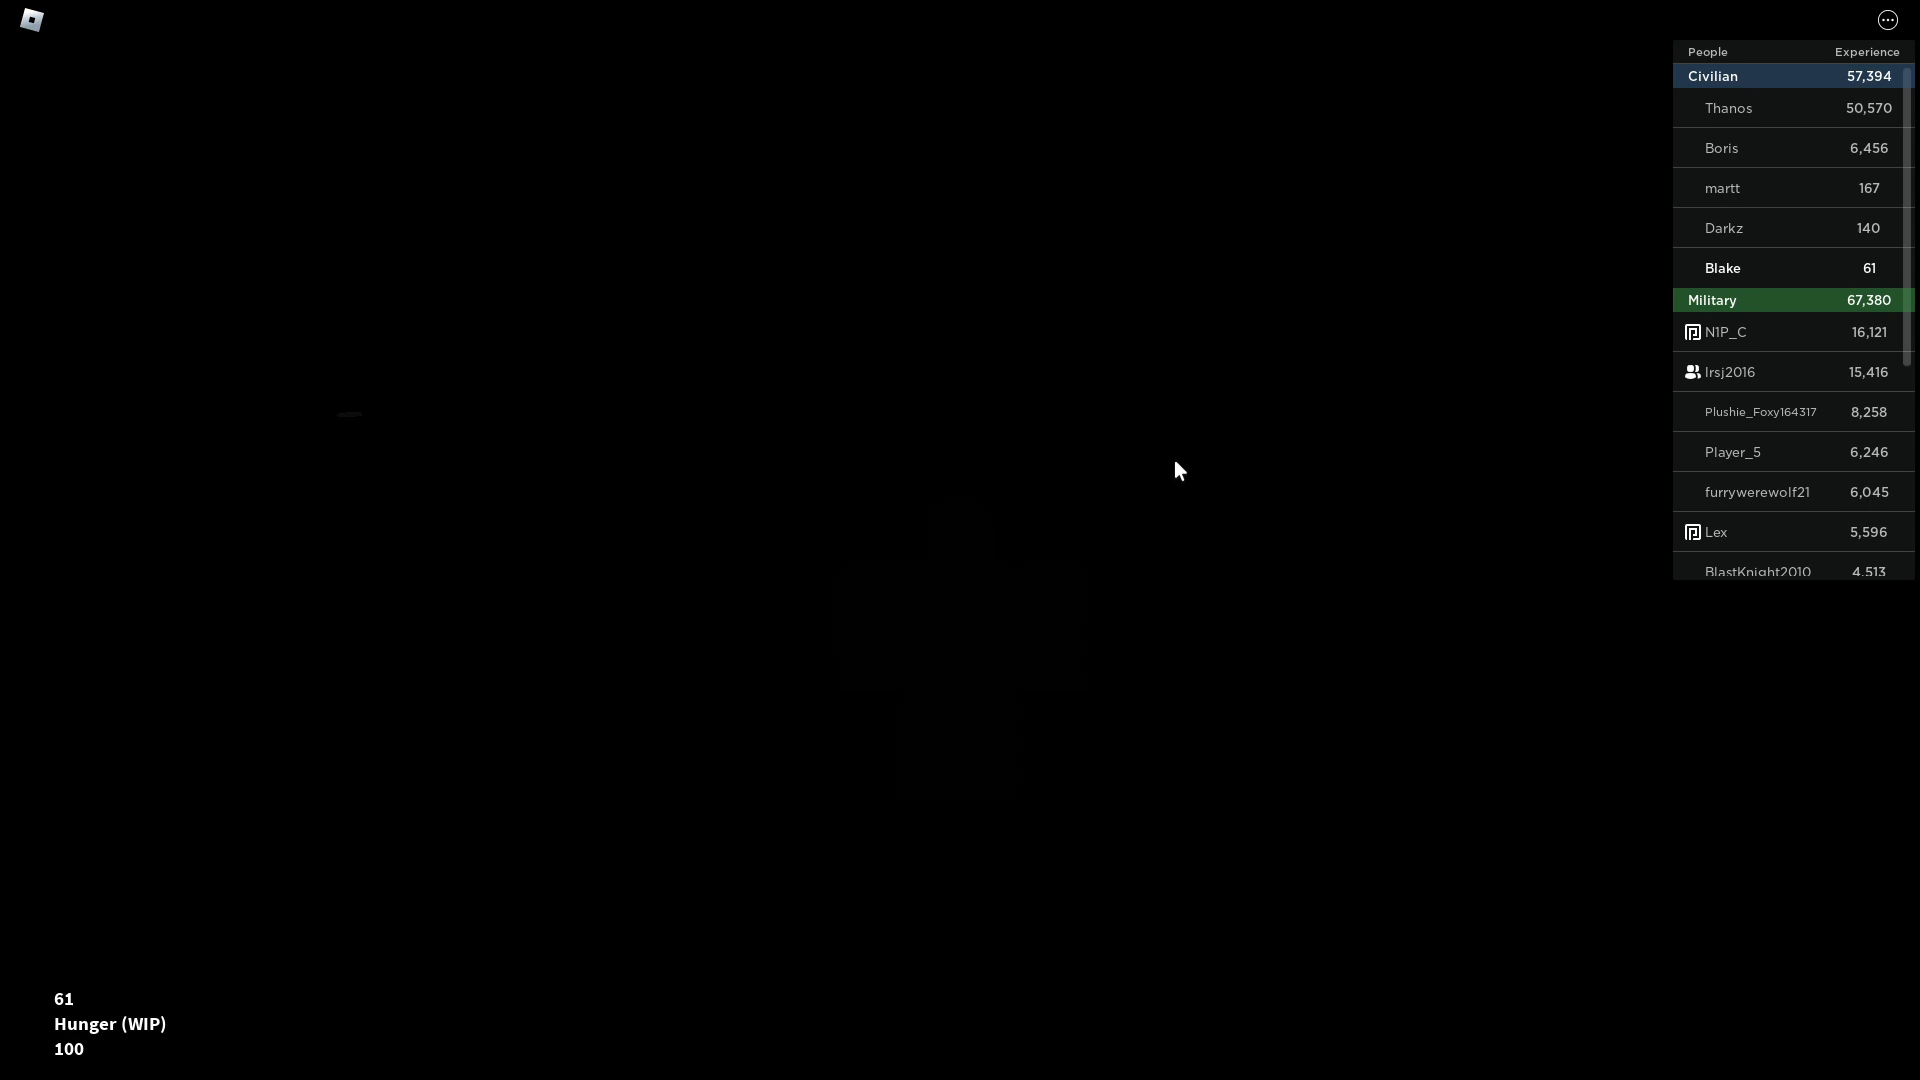 People Experience
Civilian 57,394
Thanos 50,570
Boris 6,456
martt 167
Darkz 140
Blake 61
Military 67,380
N1P_C 16,121
lrsj2016 15,416
Plushie_Foxy164317 8,258
Player_5 6,246
furrywerewolf21 6,045
Lex 5,596
BlastKnight2010 4,513
61
Hunger (WIP)
100